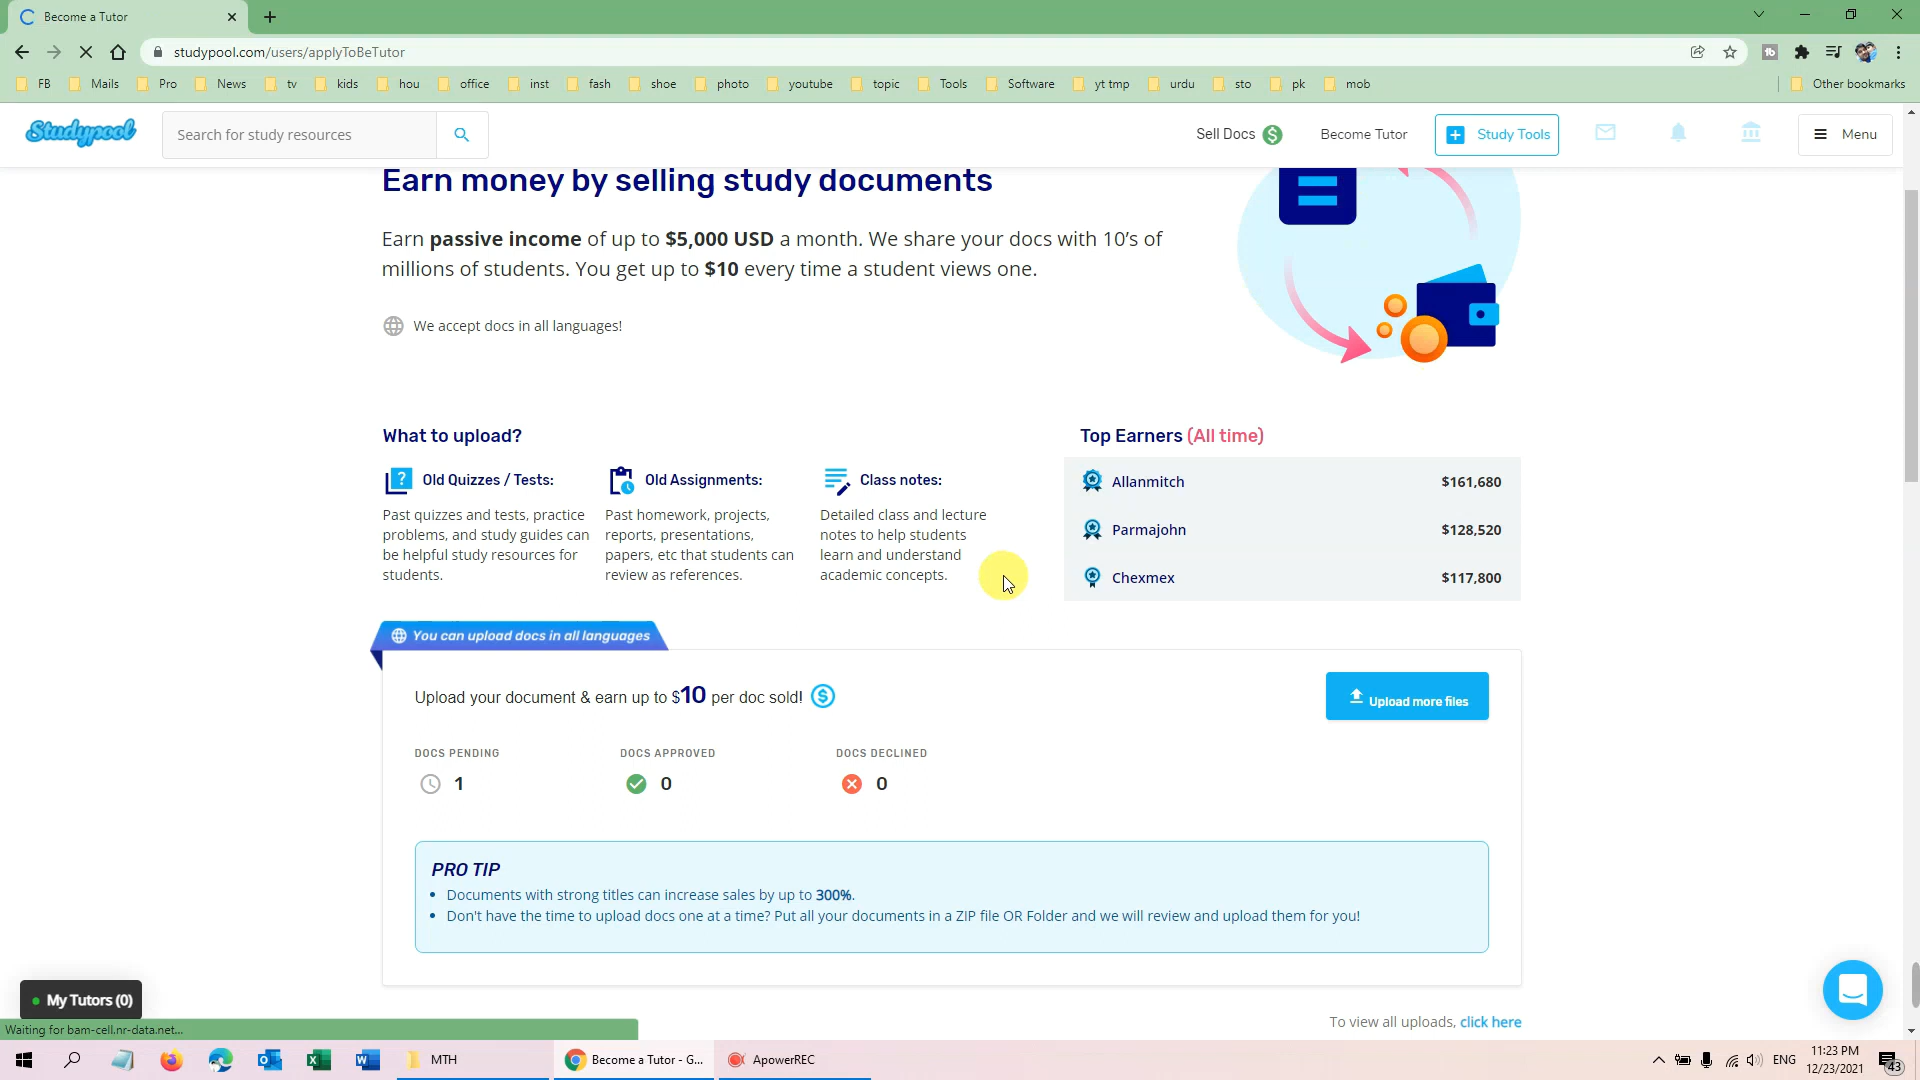 Become a Tutor
studypool.com/users/applyToBeTutor
FB Mails Pro News tv kids hou office inst fash shoe photo youtube topic Tools Software yt tmp urdu sto pk mob Other bookmarks
Studypool Search for study resources Sell Docs $ Become Tutor Study Tools Menu
Earn money by selling study documents
Earn passive income of up to $5,000 USD a month. We share your docs with 10's of
millions of students. You get up to $10 every time a student views one.
We accept docs in all languages!
What to upload?
Old Quizzes / Tests:
Past quizzes and tests, practice
problems, and study guides can
be helpful study resources for
students.
Old Assignments:
Past homework, projects,
reports, presentations,
papers, etc that students can
review as references.
Class notes:
Detailed class and lecture
notes to help students
learn and understand
academic concepts.
Top Earners (All time)
Allanmitch $161,680
Parmajohn $128,520
Chexmex $117,800
You can upload docs in all languages
Upload your document & earn up to $10 per doc sold! $
Upload more files
DOCS PENDING DOCS APPROVED DOCS DECLINED
1 0 0
PRO TIP
• Documents with strong titles can increase sales by up to 300%.
• Don't have the time to upload docs one at a time? Put all your documents in a ZIP file OR Folder and we will review and upload them for you!
My Tutors (0)
To view all uploads, click here
Waiting for bam-cell.nr-data.net...
MTH Become a Tutor - G... ApowerREC ENG 11:23 PM
12/23/2021
43